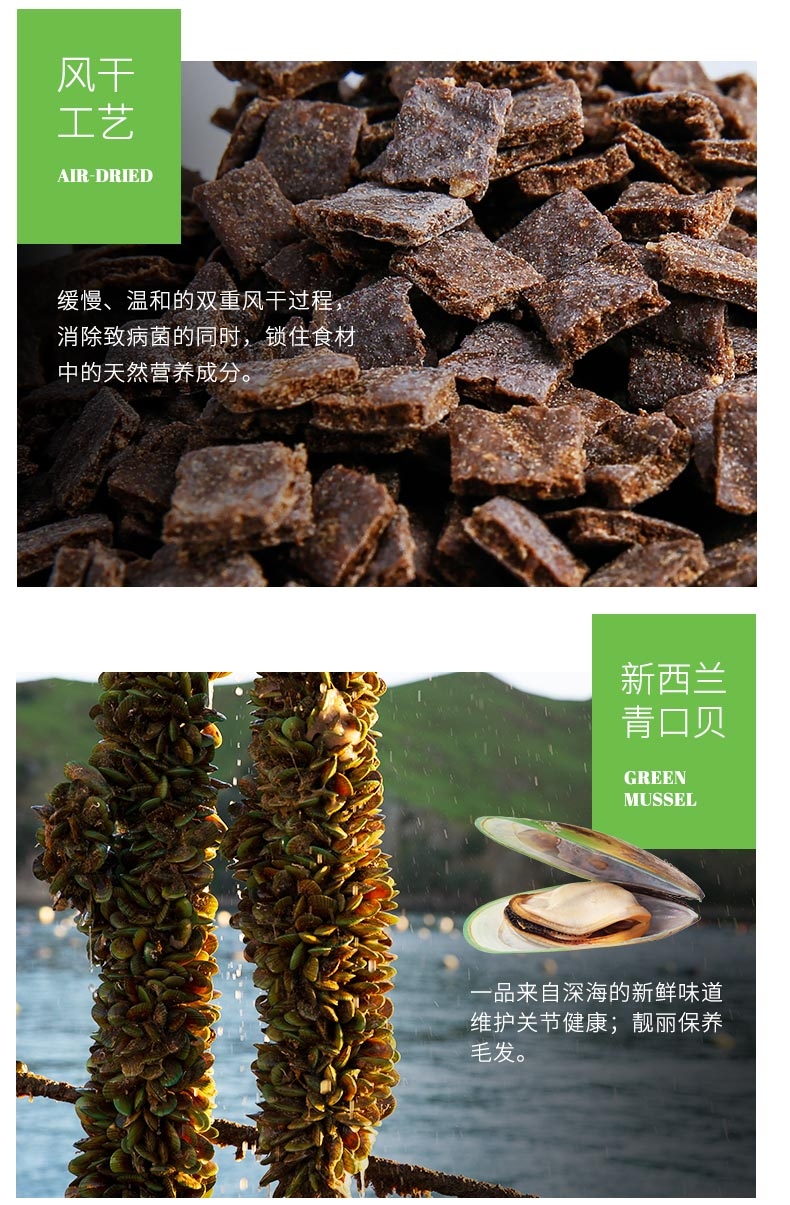 风干
工艺
AIR-DRIED
缓慢、温和的双重风干过程，
消除致病菌的同时，锁住食材
中的天然营养成分。
新西兰
青口贝
GREEN
MUSSEL
一品来自深海的新鲜味道
维护关节健康；靓丽保养
毛发。